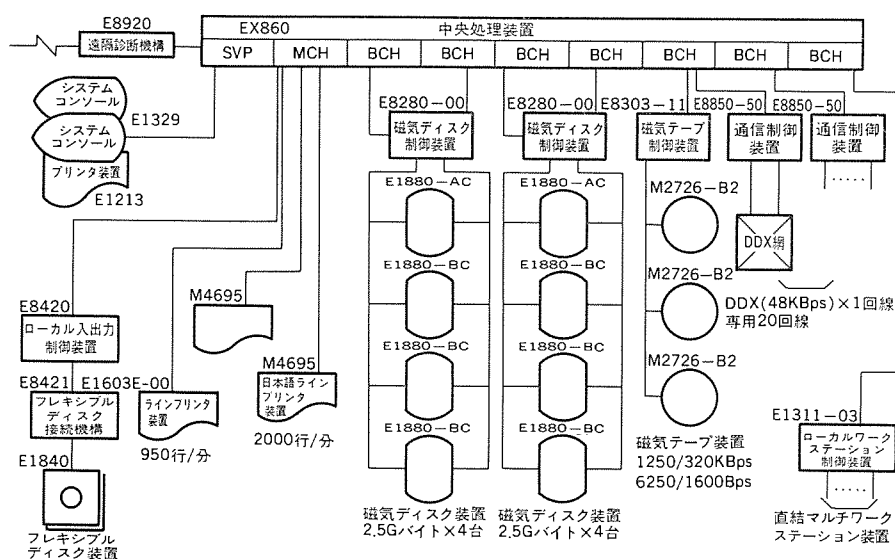 E8920
EX860 中央処理装置
遠隔診断機構
SVP MCH BCH BCH BCH BCH BCH BCH BCH
システム
コンソール
システム
コンソール
E1329
プリンタ装置
E1213
E8280-00
磁気ディスク
制御装置
E8280-00
磁気ディスク
制御装置
E8303-11
磁気テープ
制御装置
E8850-50
通信制御
装置
E8850-50
通信制御
装置
.....
E1880-AC
E1880-BC
E1880-BC
E1880-BC
磁気ディスク装置
2.5Gバイト×4台
E1880-AC
E1880-BC
E1880-BC
E1880-BC
磁気ディスク装置
2.5Gバイト×4台
M2726-B2
M2726-B2
M2726-B2
磁気テープ装置
1250/320KBps
6250/1600Bps
DDX網
DDX(48KBps)×1回線
専用20回線
E8420
ローカル入出力
制御装置
E8421
フレキシブル
ディスク
接続機構
E1840
フレキシブル
ディスク装置
E1603E-00
ラインプリンタ
装置
950行/分
M4695
M4695
日本語ライン
プリンタ
装置
2000行/分
E1311-03
ローカルワーク
ステーション
制御装置
.....
直結マルチワーク
ステーション装置